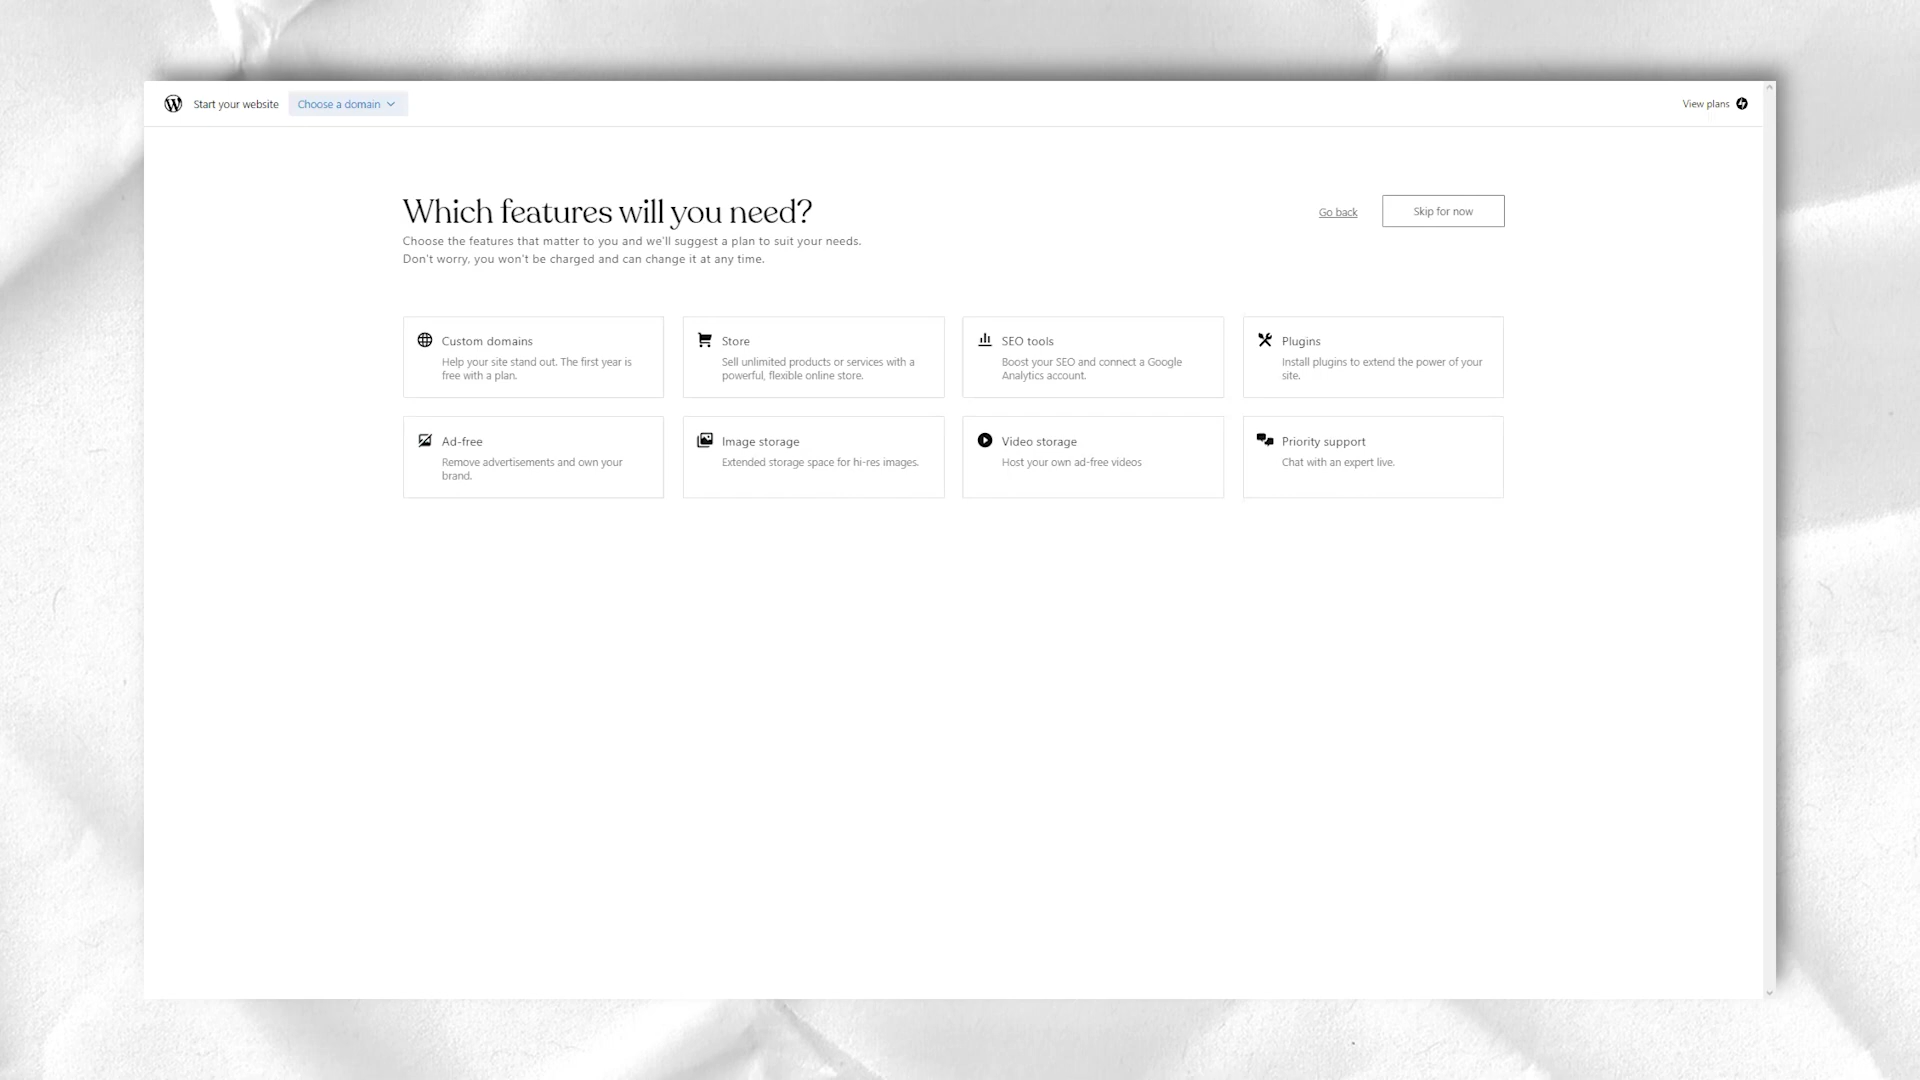 Start your website
Choose a domain
View plans
Which features will you need?
Go back
Skip for now
Choose the features that matter to you and we'll suggest a plan to suit your needs.
Don't worry, you won't be charged and can change it at any time.
Custom domains
Help your site stand out. The first year is
free with a plan.
Store
Sell unlimited products or services with a
powerful, flexible online store.
SEO tools
Boost your SEO and connect a Google
Analytics account.
Plugins
Install plugins to extend the power of your
site.
Ad-free
Remove advertisements and own your
brand.
Image storage
Extended storage space for hi-res images.
Video storage
Host your own ad-free videos
Priority support
Chat with an expert live.